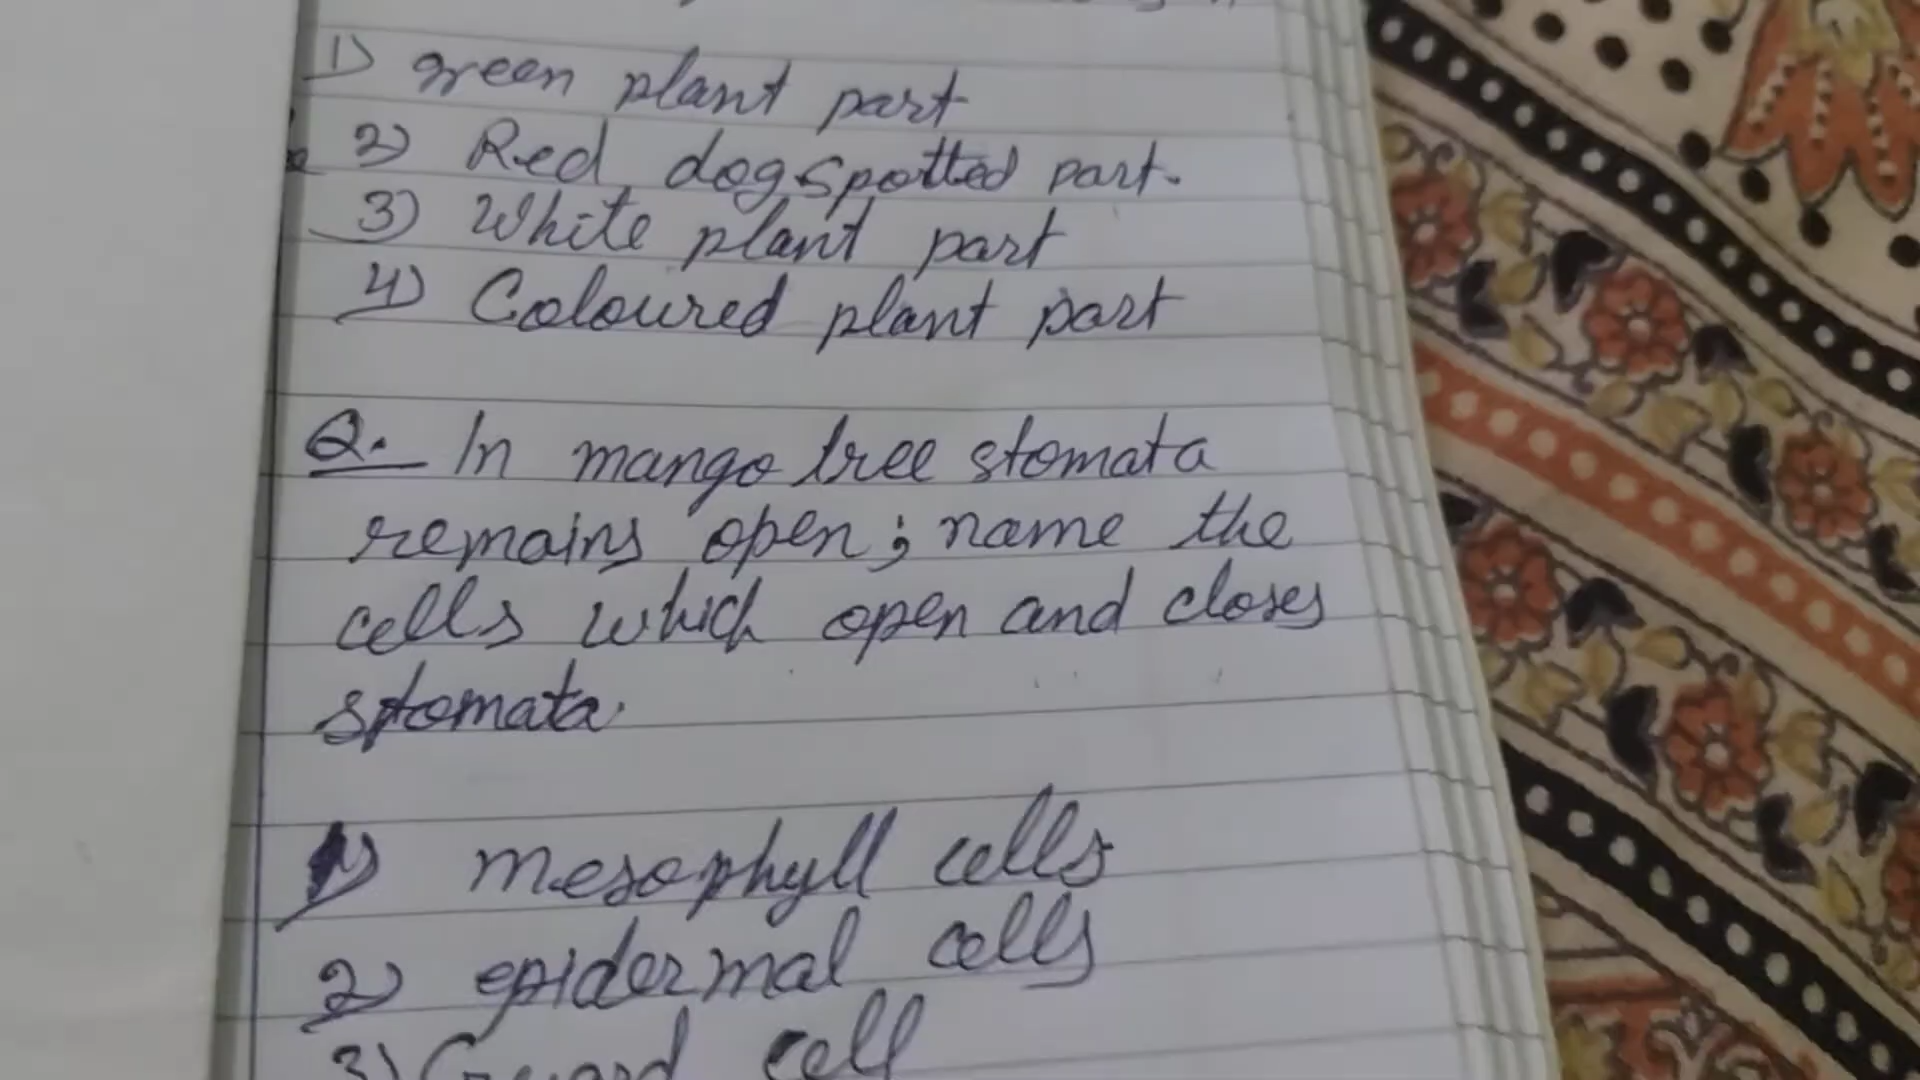 1) green plant part
2) Red dog spotted part.
3) White plant part
4) Coloured plant part
Q. In mango tree stomata
remains open; name the
cells which open and closes
stomata.
1) mesophyll cells
2) epidermal cells
3) Guard cell